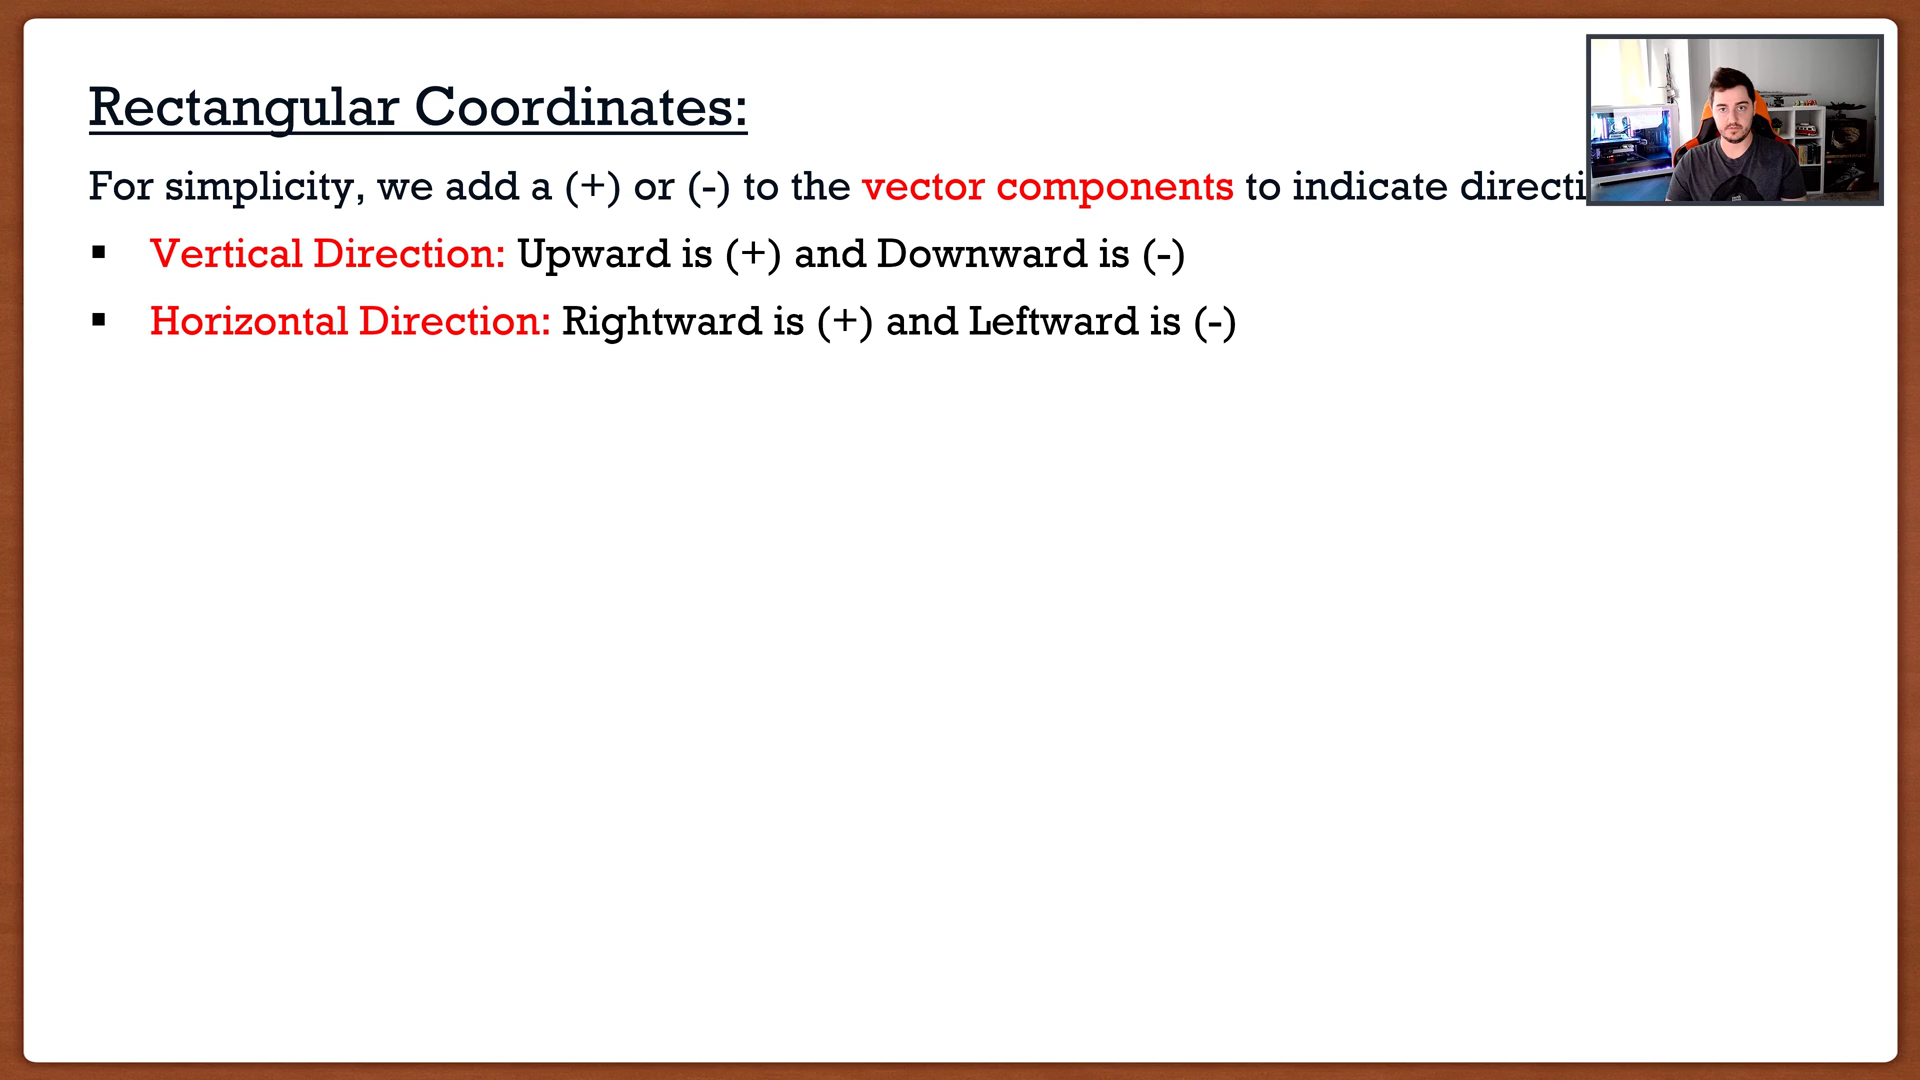 Rectangular Coordinates:
For simplicity, we add a (+) or (-) to the vector components to indicate
▪ Vertical Direction: Upward is (+) and Downward is (-)
▪ Horizontal Direction: Rightward is (+) and Leftward is (-)